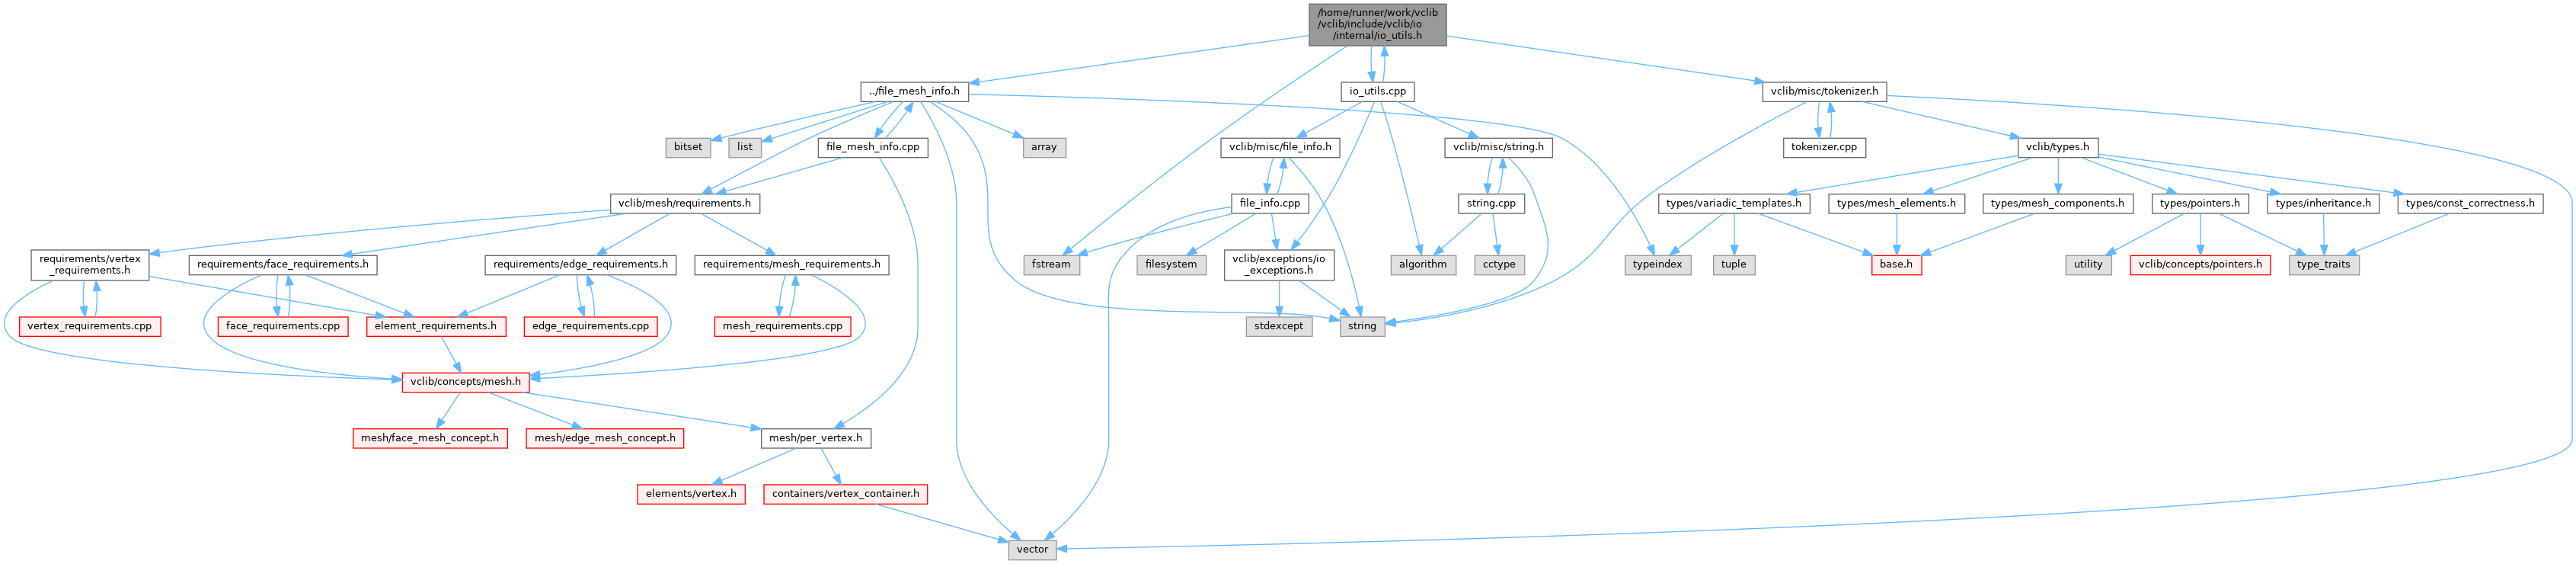 /home/runner/work/vclib
/vclib/include/vclib/io
/internal/io_utils.h
../file_mesh_info.h
io_utils.cpp
vclib/misc/tokenizer.h
bitset
list
file_mesh_info.cpp
array
vclib/misc/file_info.h
vclib/misc/string.h
tokenizer.cpp
vclib/types.h
vclib/mesh/requirements.h
file_info.cpp
string.cpp
types/variadic_templates.h
types/mesh_elements.h
types/mesh_components.h
types/pointers.h
types/inheritance.h
types/const_correctness.h
requirements/vertex
_requirements.h
requirements/face_requirements.h
requirements/edge_requirements.h
requirements/mesh_requirements.h
fstream
filesystem
vclib/exceptions/io
_exceptions.h
algorithm
cctype
typeindex
tuple
base.h
utility
vclib/concepts/pointers.h
type_traits
vertex_requirements.cpp
face_requirements.cpp
element_requirements.h
edge_requirements.cpp
mesh_requirements.cpp
stdexcept
string
vclib/concepts/mesh.h
mesh/face_mesh_concept.h
mesh/edge_mesh_concept.h
mesh/per_vertex.h
elements/vertex.h
containers/vertex_container.h
vector